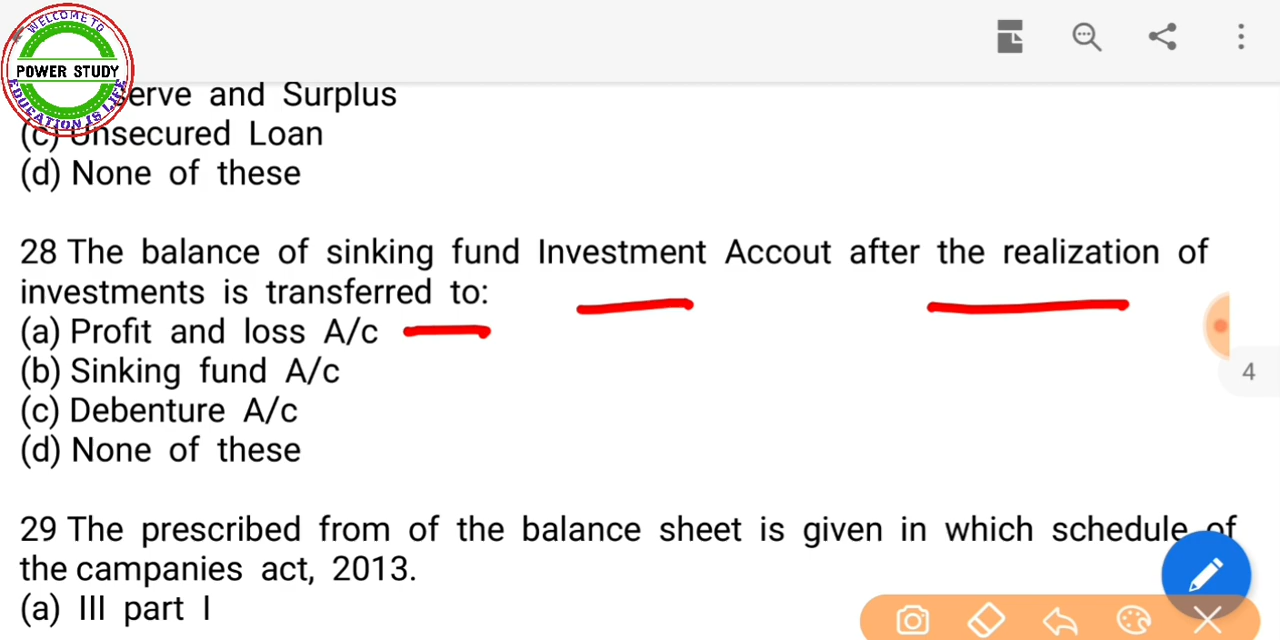 WELCOME TO
POWER STUDY
EDUCATION IS LIFE
erve and Surplus
(c) Unsecured Loan
(d) None of these
28 The balance of sinking fund Investment Accout after the realization of
investments is transferred to:
(a) Profit and loss A/c
(b) Sinking fund A/c
(c) Debenture A/c
(d) None of these
4
29 The prescribed from of the balance sheet is given in which schedule of
the campanies act, 2013.
(a) III part I